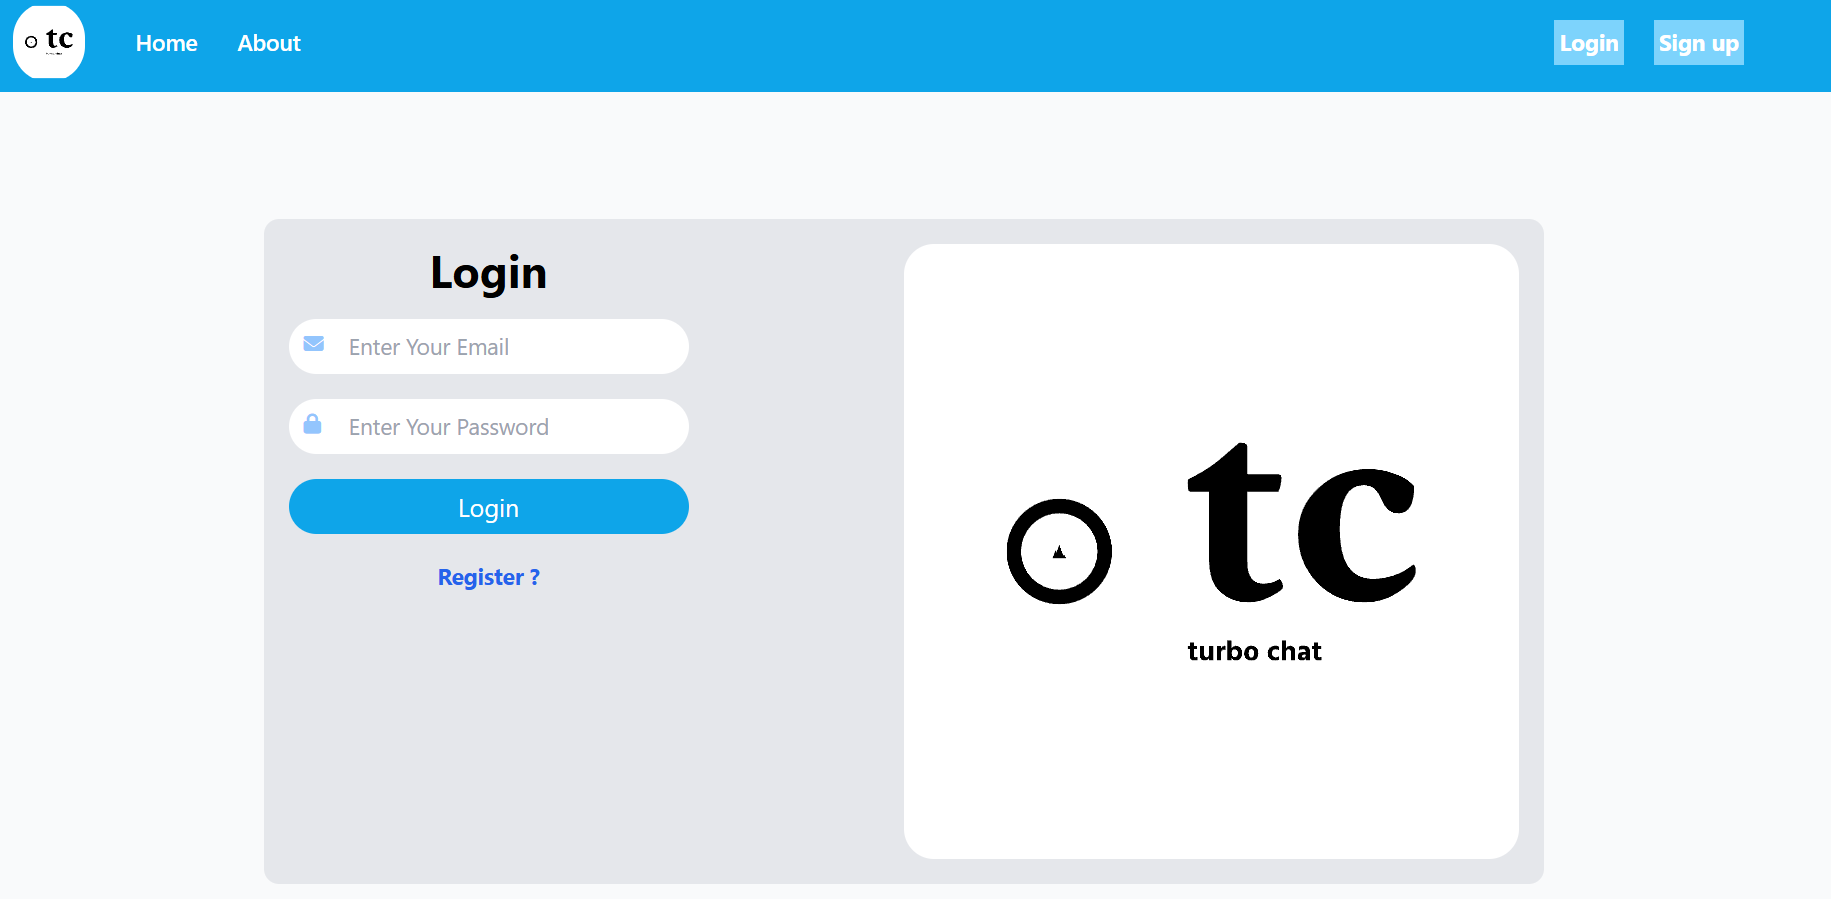 tc
Home About Login Sign up
Login
Enter Your Email
Enter Your Password
Login
Register ?
tc
turbo chat